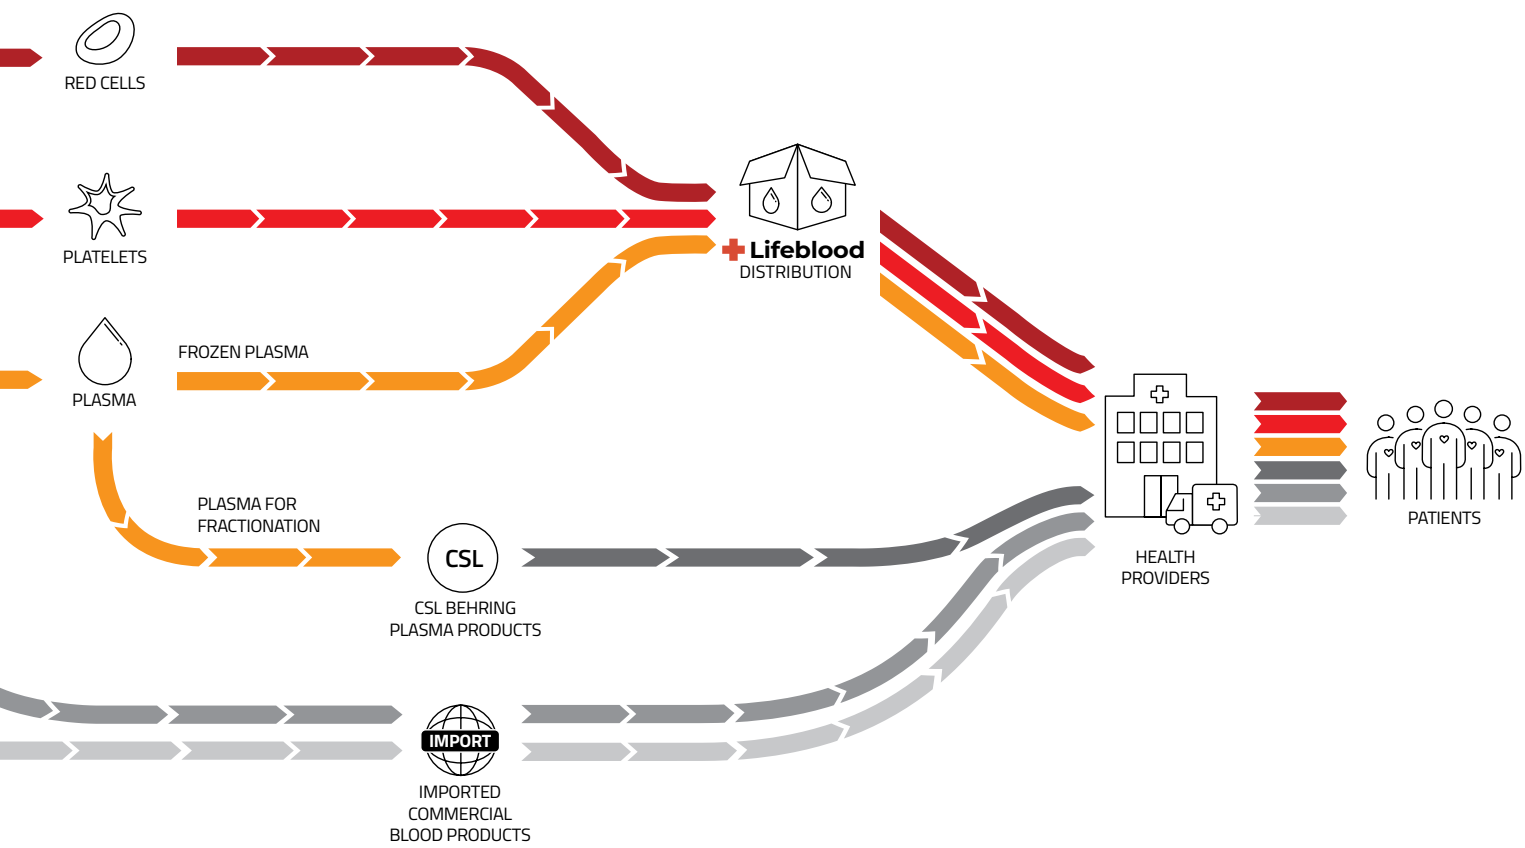 RED CELLS
PLATELETS
Lifeblood
DISTRIBUTION
FROZEN PLASMA
PLASMA
PLASMA FOR
FRACTIONATION
CSL
CSL BEHRING
PLASMA PRODUCTS
HEALTH
PROVIDERS
PATIENTS
IMPORT
IMPORTED
COMMERCIAL
BLOOD PRODUCTS